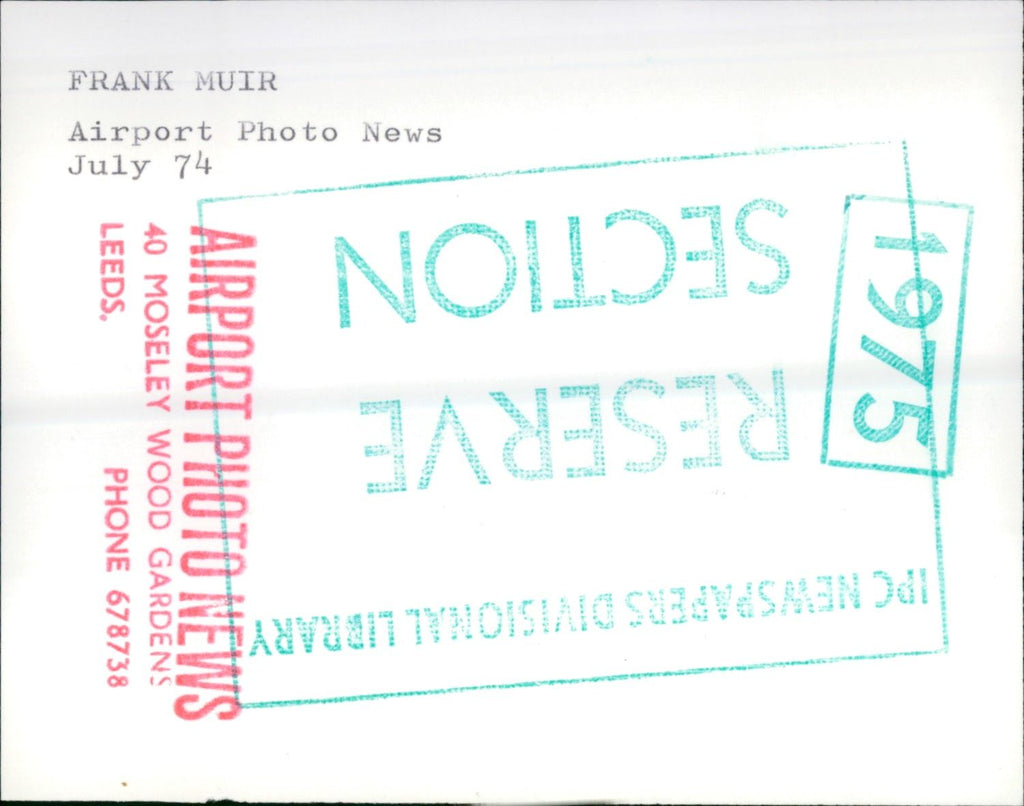 FRANK MUIR
Airport Photo News
July 74
AIRPORT PHOTO NEWS
40 MOSELEY WOOD GARDENS
LEEDS. PHONE 678738
IPC NEWSPAPERS DIVISIONAL LIBRARY
RESERVE
SECTION
1975